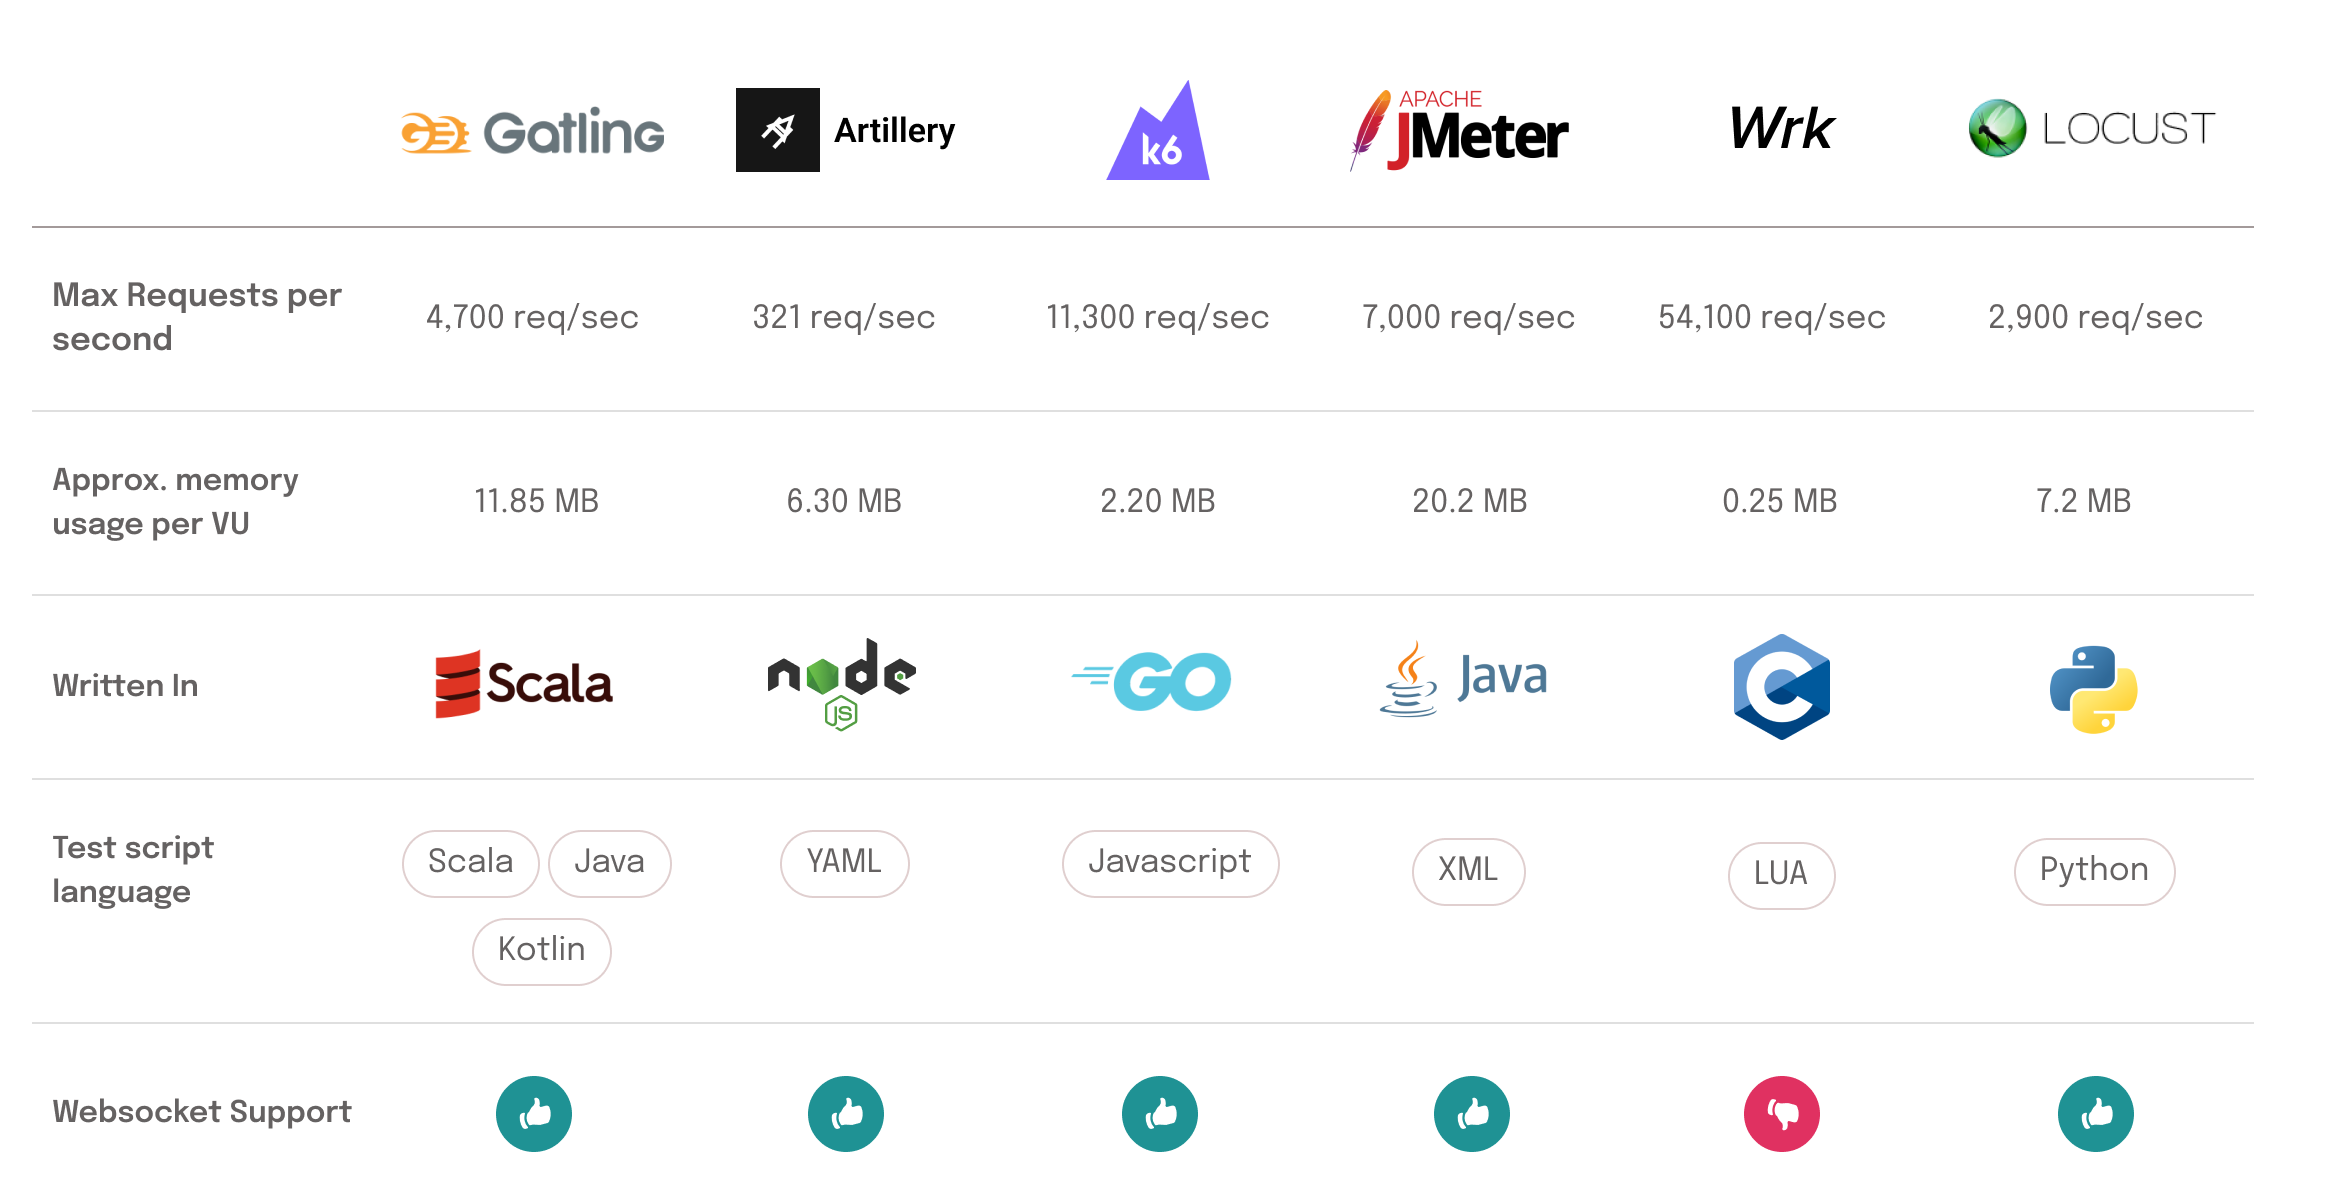 Gatling
Artillery
k6
APACHE
JMeter
Wrk
LOCUST
Max Requests per
second
4,700 req/sec
321 req/sec
11,300 req/sec
7,000 req/sec
54,100 req/sec
2,900 req/sec
Approx. memory
usage per VU
11.85 MB
6.30 MB
2.20 MB
20.2 MB
0.25 MB
7.2 MB
Written In
Scala
node
JS
GO
Java
C
Test script
language
Scala
Java
Kotlin
YAML
Javascript
XML
LUA
Python
Websocket Support